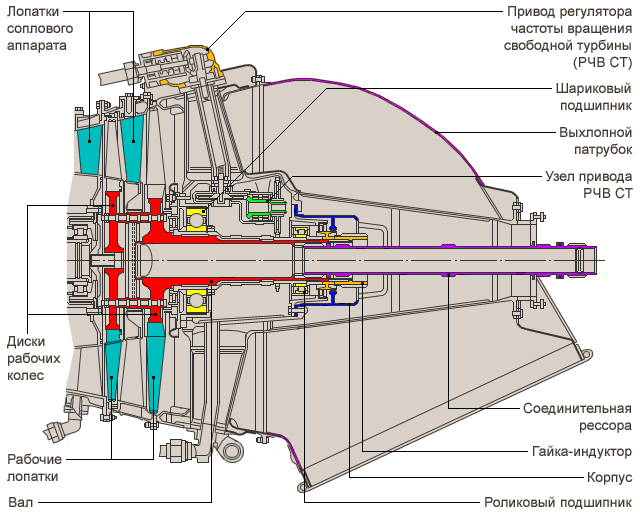 Лопатки
соплового
аппарата
Привод регулятора
частоты вращения
свободной турбины
(РЧВ СТ)
Шариковый
подшипник
Выхлопной
патрубок
Узел привода
РЧВ СТ
Диски
рабочих
колес
Рабочие
лопатки
Вал
Соединительная
рессора
Гайка-индуктор
Корпус
Роликовый подшипник